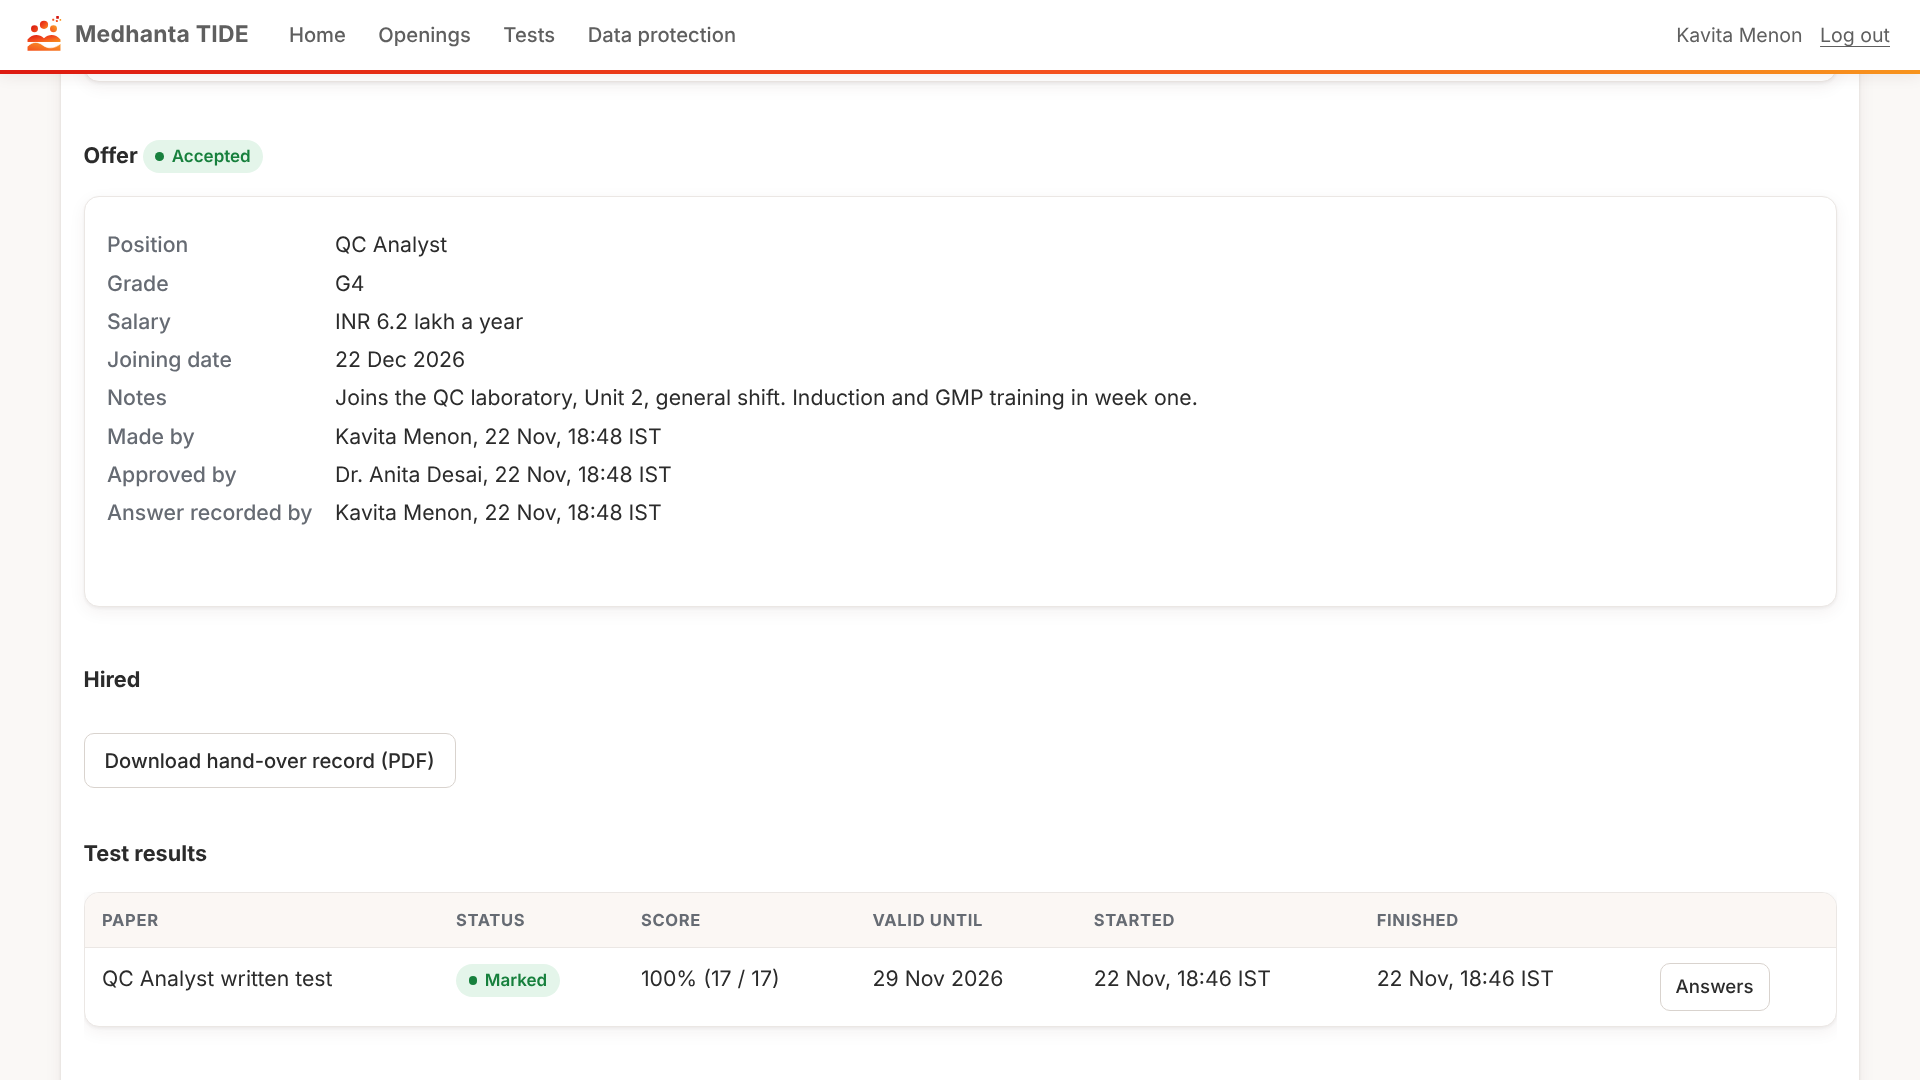 Medhanta TIDE Home Openings Tests Data protection Kavita Menon Log out
Offer Accepted
Position QC Analyst
Grade G4
Salary INR 6.2 lakh a year
Joining date 22 Dec 2026
Notes Joins the QC laboratory, Unit 2, general shift. Induction and GMP training in week one.
Made by Kavita Menon, 22 Nov, 18:48 IST
Approved by Dr. Anita Desai, 22 Nov, 18:48 IST
Answer recorded by Kavita Menon, 22 Nov, 18:48 IST
Hired
Download hand-over record (PDF)
Test results
PAPER STATUS SCORE VALID UNTIL STARTED FINISHED
QC Analyst written test Marked 100% (17 / 17) 29 Nov 2026 22 Nov, 18:46 IST 22 Nov, 18:46 IST Answers